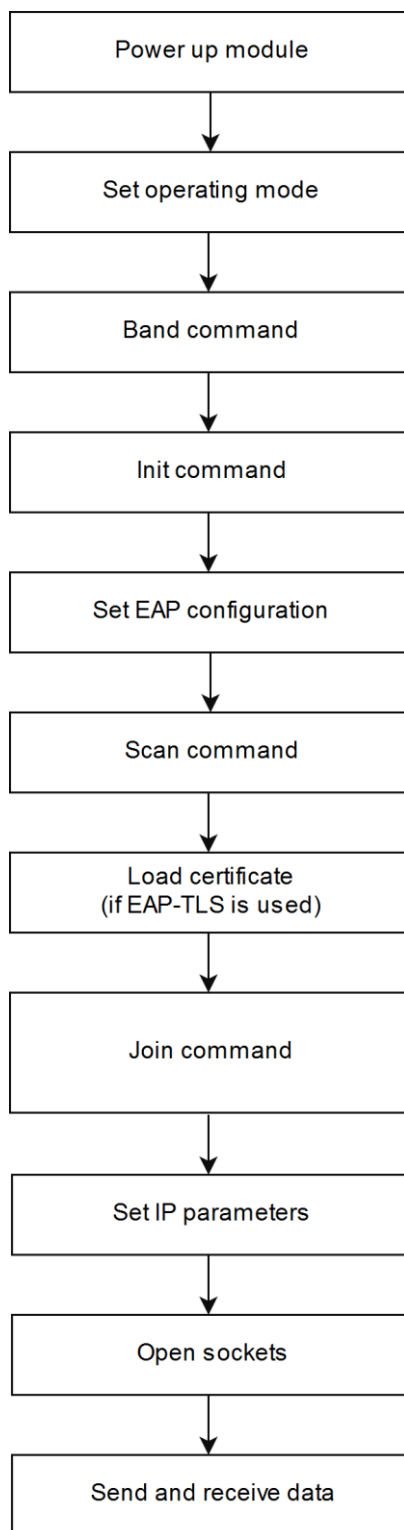 Power up module
Set operating mode
Band command
Init command
Set EAP configuration
Scan command
Load certificate
(if EAP-TLS is used)
Join command
Set IP parameters
Open sockets
Send and receive data